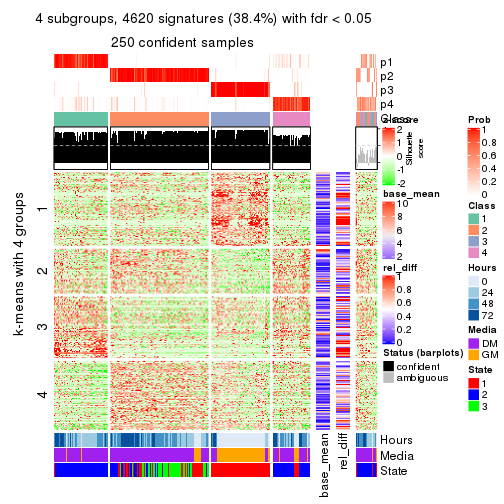 4 subgroups, 4620 signatures (38.4%) with fdr < 0.05
250 confident samples
p1
p2
p3
p4
Class
Silhouette
score
k-means with 4 groups
1
2
3
4
Hours
Media
State
base_mean
rel_diff
z-score
2
1
0
-1
-2
base_mean
10
8
6
4
2
rel_diff
1
0.8
0.6
0.4
0.2
0
Status (barplots)
confident
ambiguous
Prob
1
0.8
0.6
0.4
0.2
0
Class
1
2
3
4
Hours
0
24
48
72
Media
DM
GM
State
1
2
3